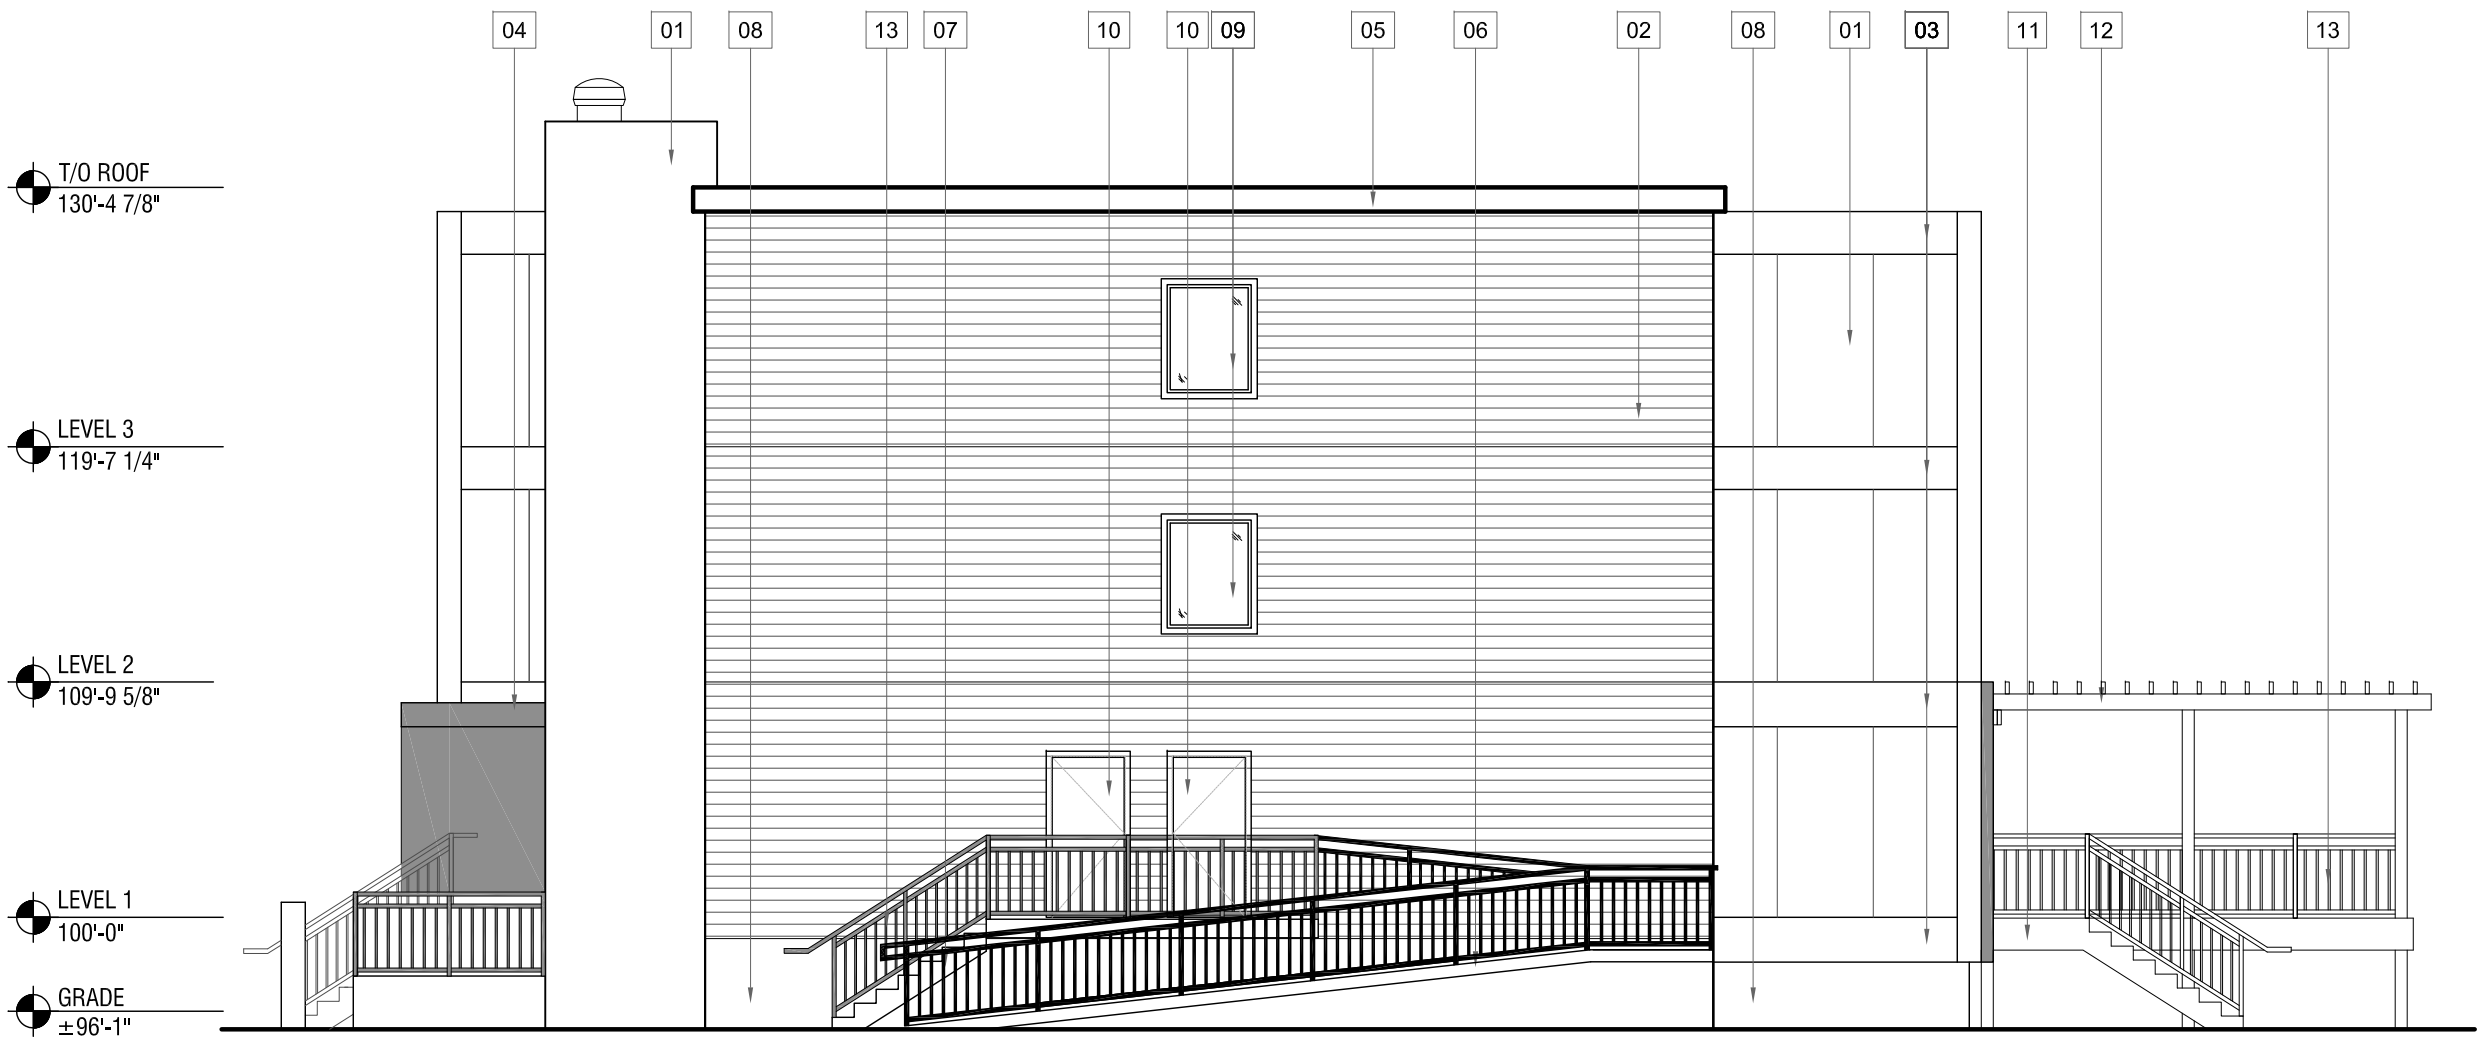 04 01 08 13 07 10 10 09 05 06 02 08 01 03 11 12 13
T/O ROOF
130'-4 7/8"
LEVEL 3
119'-7 1/4"
LEVEL 2
109'-9 5/8"
LEVEL 1
100'-0"
GRADE
±96'-1"